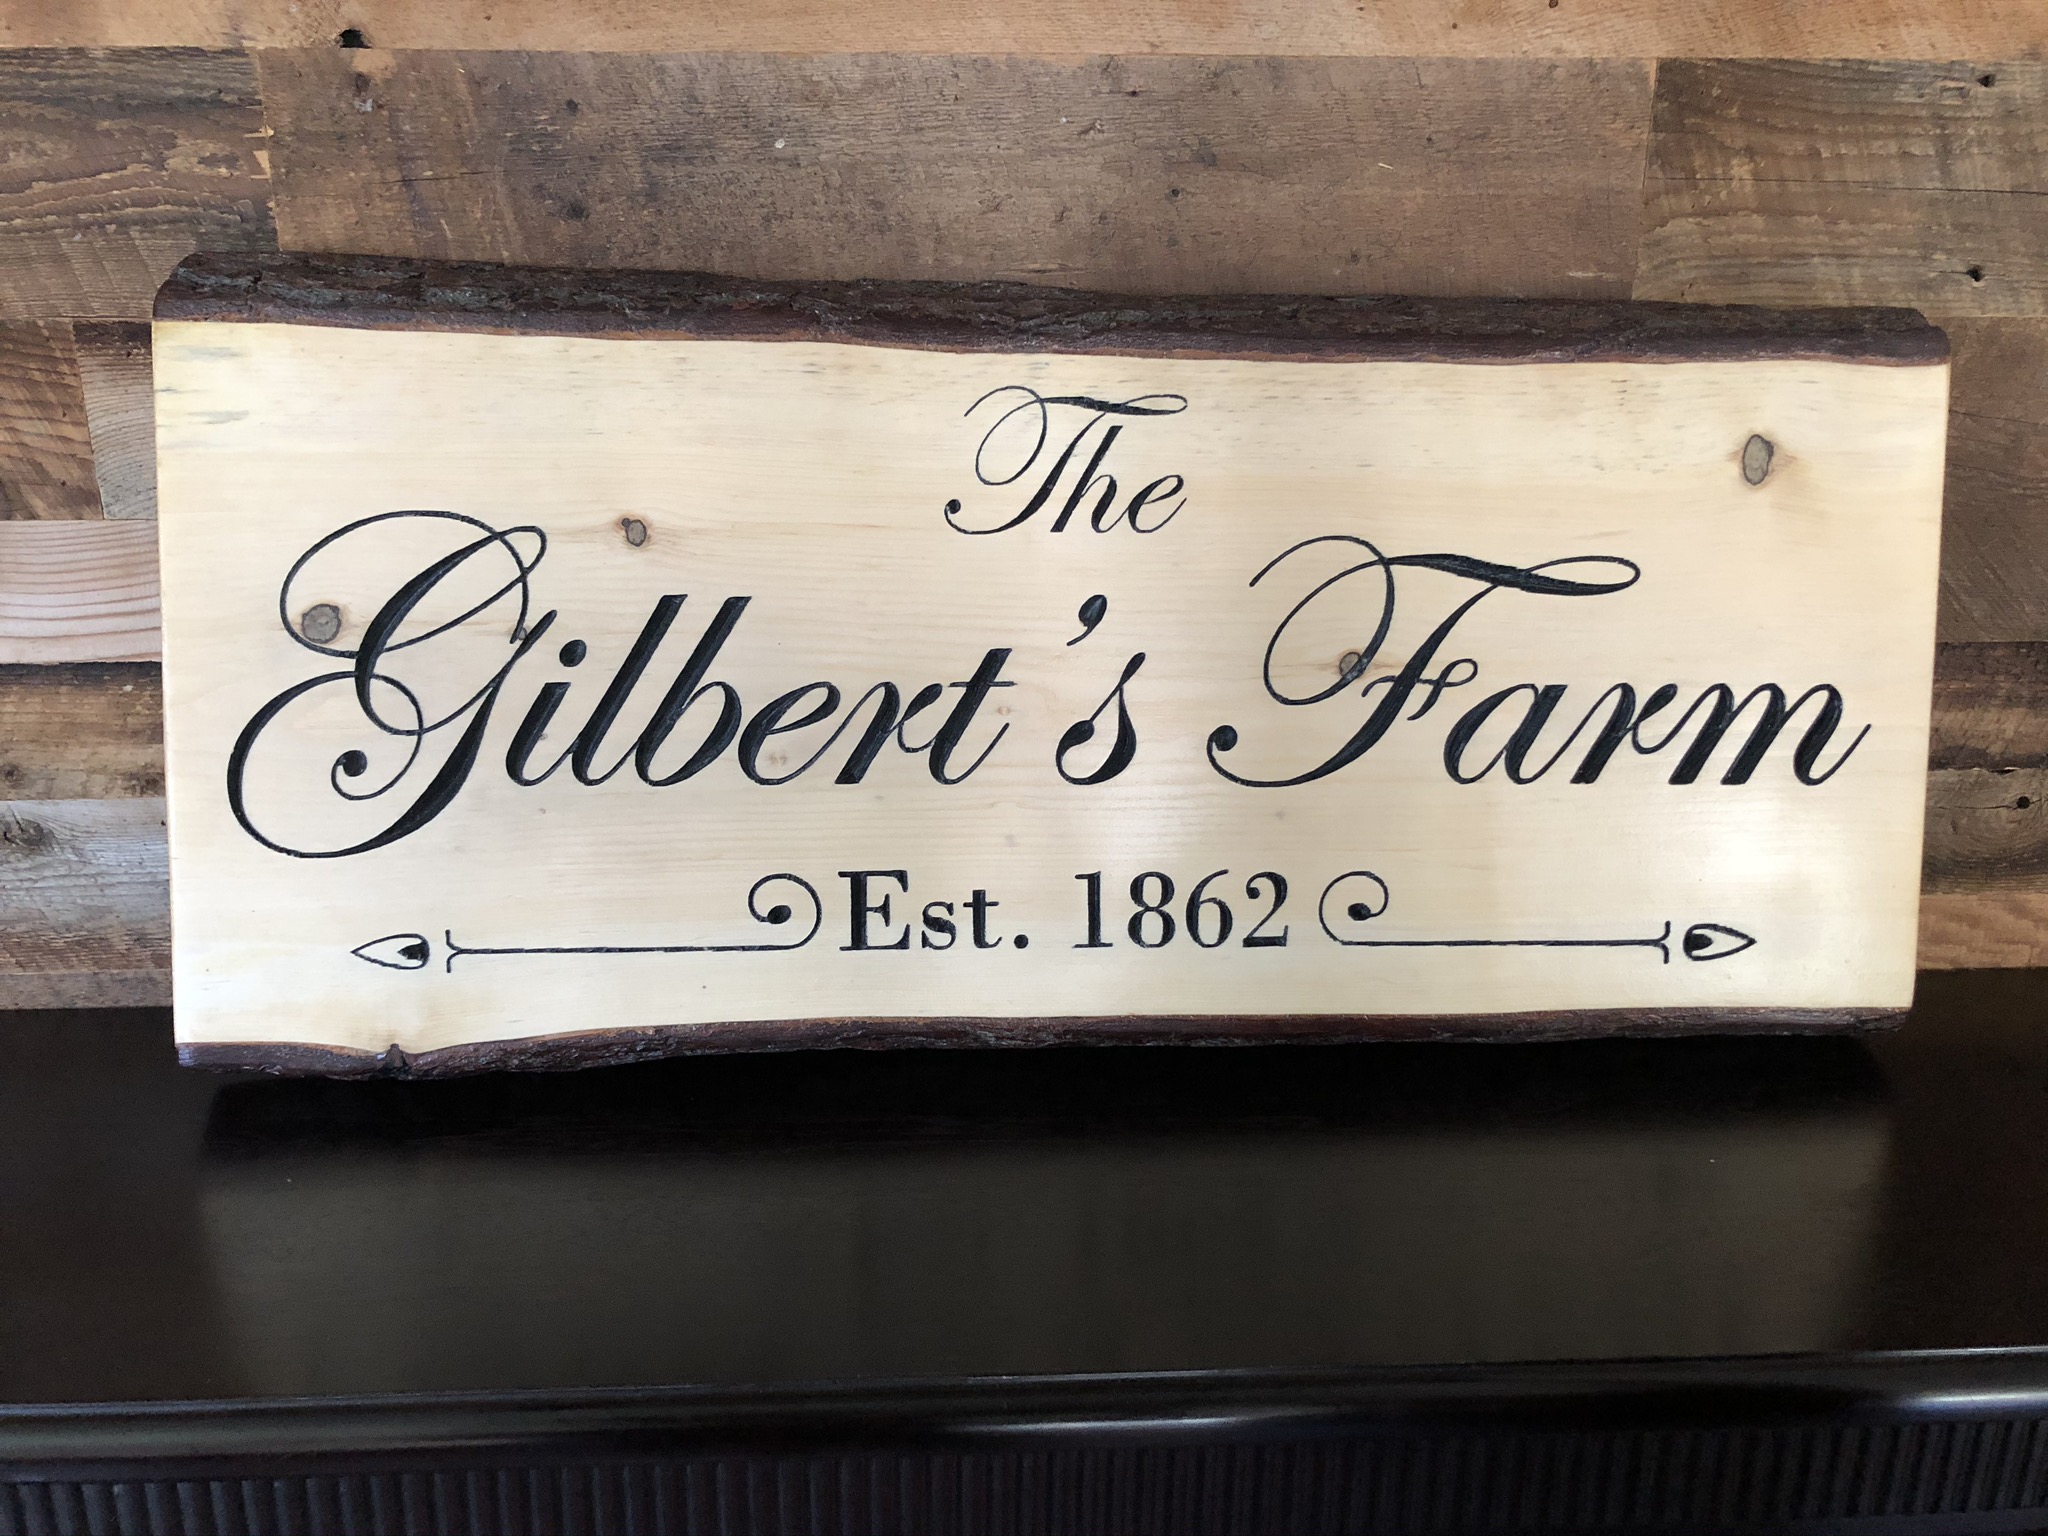 The
Gilbert's Farm
Est. 1862